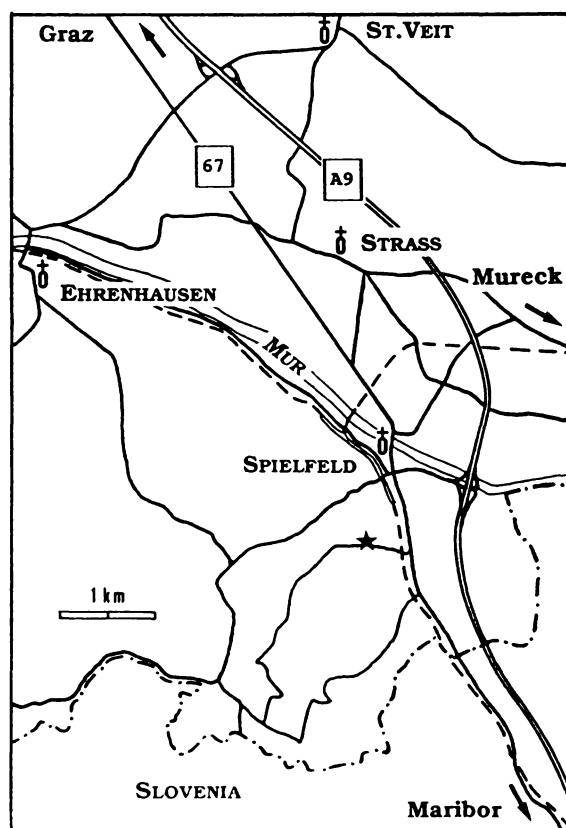 Graz
ST. VEIT
67
A9
STRASS
Mureck
EHRENHAUSEN
MUR
SPIELFELD
1 km
SLOVENIA
Maribor